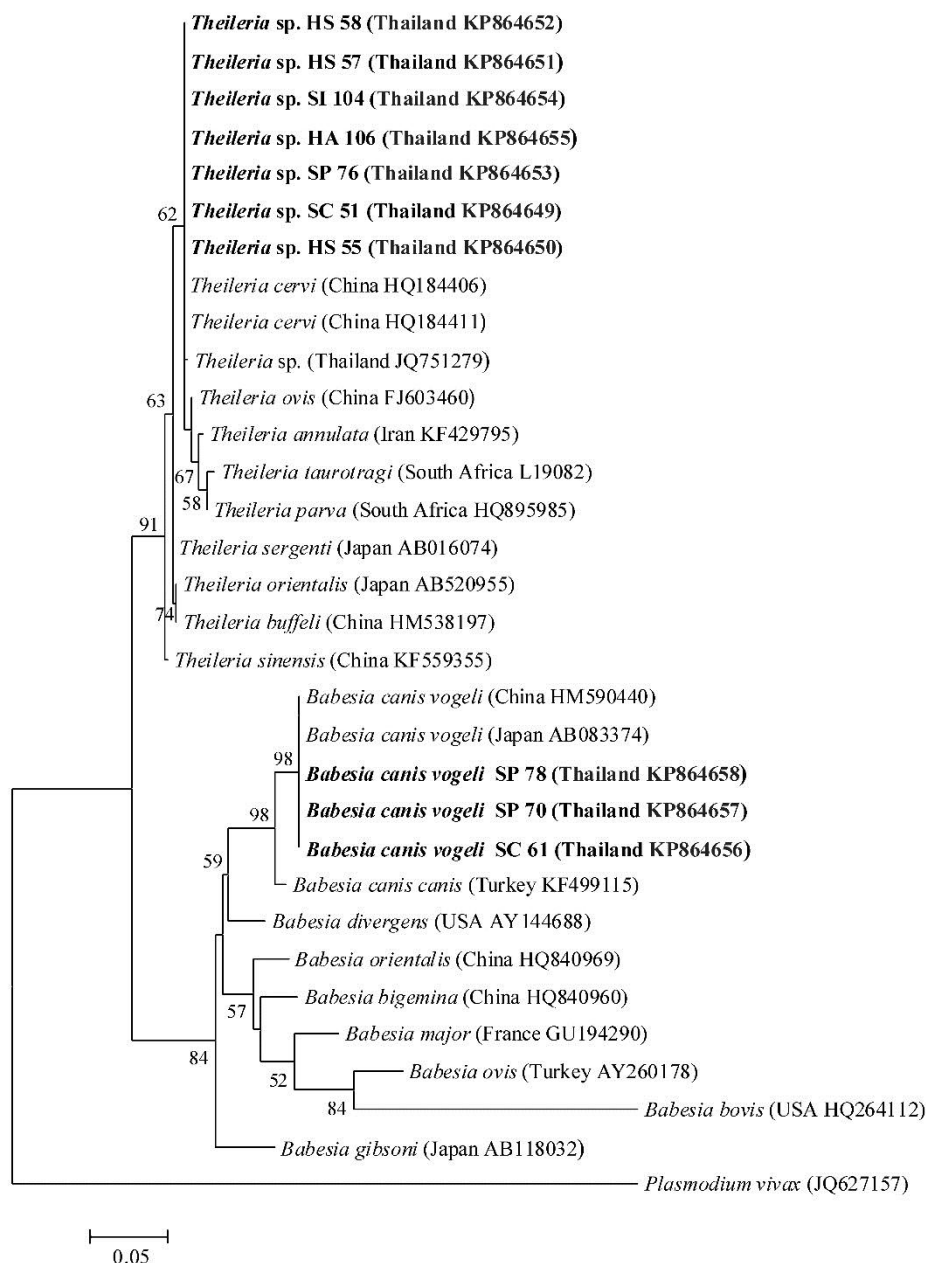 Theileria sp. HS 58 (Thailand KP864652)
Theileria sp. HS 57 (Thailand KP864651)
Theileria sp. SI 104 (Thailand KP864654)
Theileria sp. HA 106 (Thailand KP864655)
Theileria sp. SP 76 (Thailand KP864653)
62
Theileria sp. SC 51 (Thailand KP864649)
Theileria sp. HS 55 (Thailand KP864650)
Theileria cervi (China HQ184406)
Theileria cervi (China HQ184411)
Theileria sp. (Thailand JQ751279)
63
Theileria ovis (China FJ603460)
Theileria annulata (Iran KF429795)
67
Theileria taurotragi (South Africa L19082)
58
Theileria parva (South Africa HQ895985)
91
Theileria sergenti (Japan AB016074)
Theileria orientalis (Japan AB520955)
74
Theileria buffeli (China HM538197)
Theileria sinensis (China KF559355)
Babesia canis vogeli (China HM590440)
Babesia canis vogeli (Japan AB083374)
98
Babesia canis vogeli SP 78 (Thailand KP864658)
98
Babesia canis vogeli SP 70 (Thailand KP864657)
Babesia canis vogeli SC 61 (Thailand KP864656)
59
Babesia canis canis (Turkey KF499115)
Babesia divergens (USA AY144688)
Babesia orientalis (China HQ840969)
57
Babesia bigemina (China HQ840960)
Babesia major (France GU194290)
84
52
Babesia ovis (Turkey AY260178)
84
Babesia bovis (USA HQ264112)
Babesia gibsoni (Japan AB118032)
Plasmodium vivax (JQ627157)
0.05